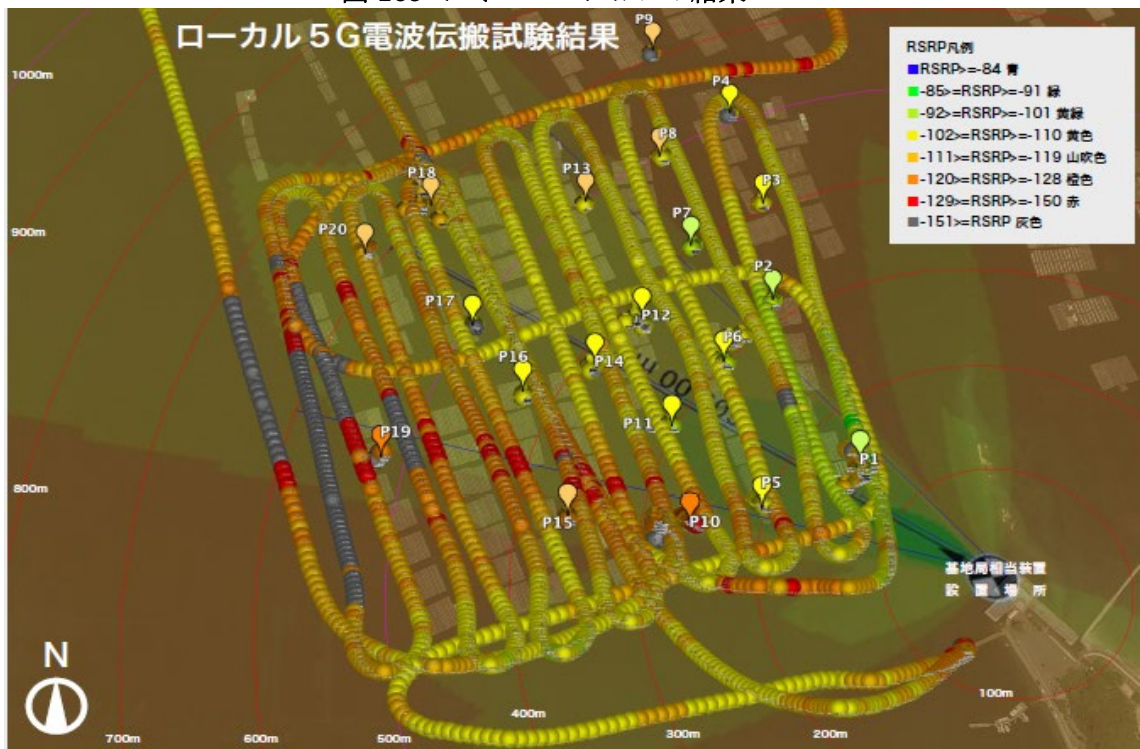 ローカル５G電波伝搬試験結果
RSRP凡例
RSRP>=-84 青
-85>=RSRP>=-91 緑
-92>=RSRP>=-101 黄緑
-102>=RSRP>=-110 黄色
-111>=RSRP>=-119 山吹色
-120>=RSRP>=-128 橙色
-129>=RSRP>=-150 赤
-151>=RSRP 灰色
P9
1000m
P4
P8
P13
P3
P18
P20
P7
900m
P2
P17
P12
P6
P14
P16
P11
P19
P1
800m
P5
P15
P10
基地局相当装置
設 置 場 所
N
100m
400m
300m
200m
700m
600m
500m